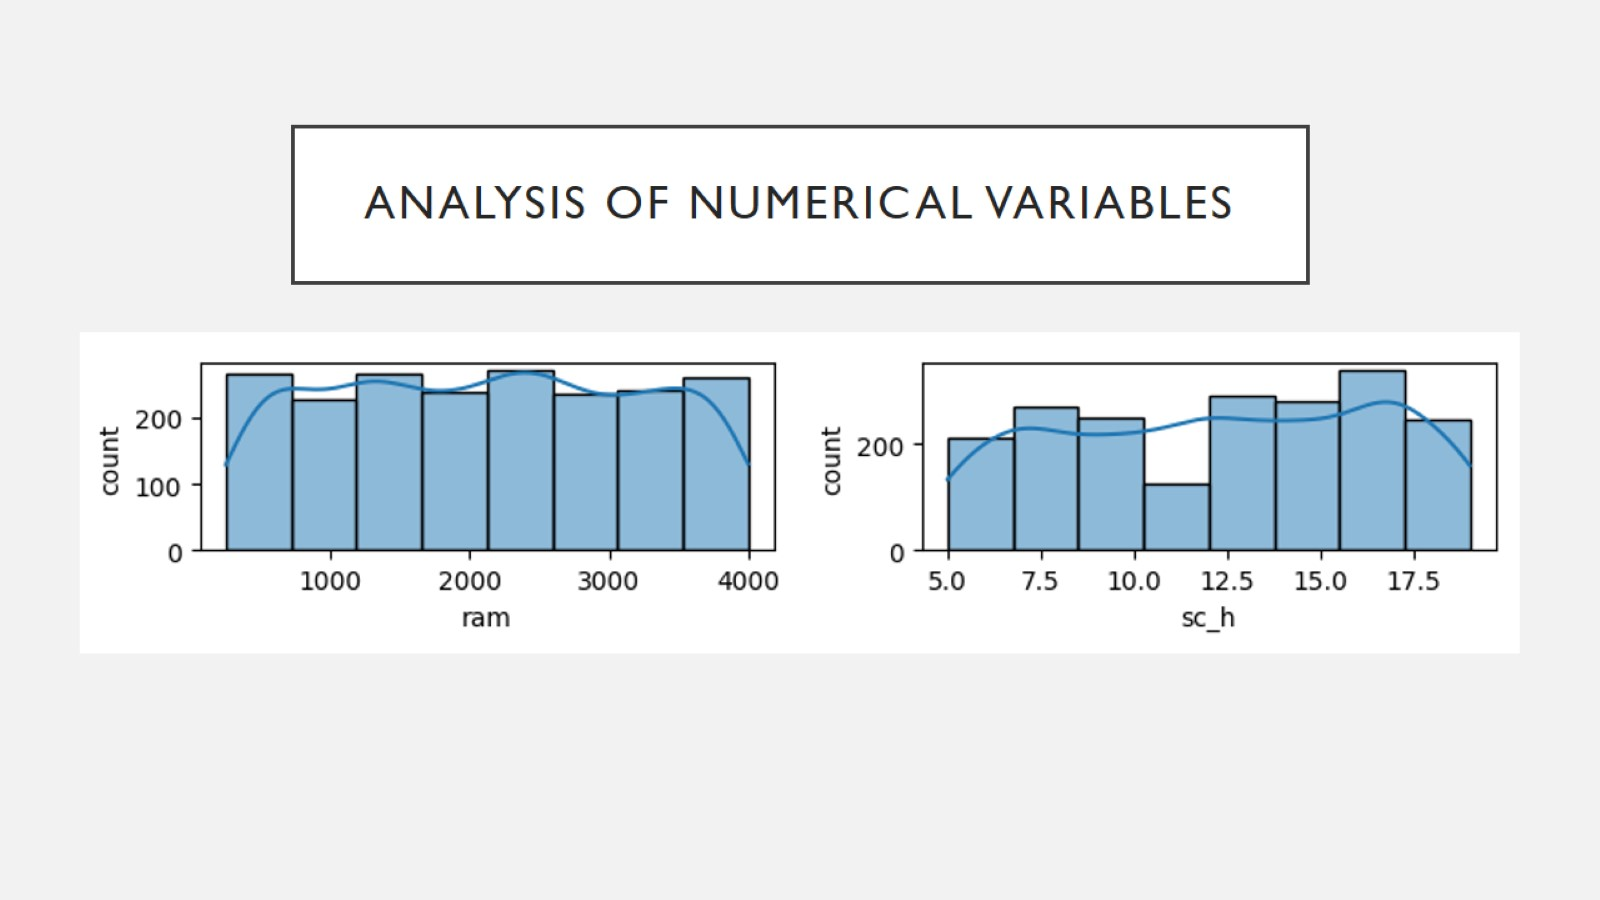 ANALYSIS OF NUMERICAL VARIABLES
count
200
100
0
1000 2000 3000 4000
ram
count
200
0
5.0 7.5 10.0 12.5 15.0 17.5
sc_h